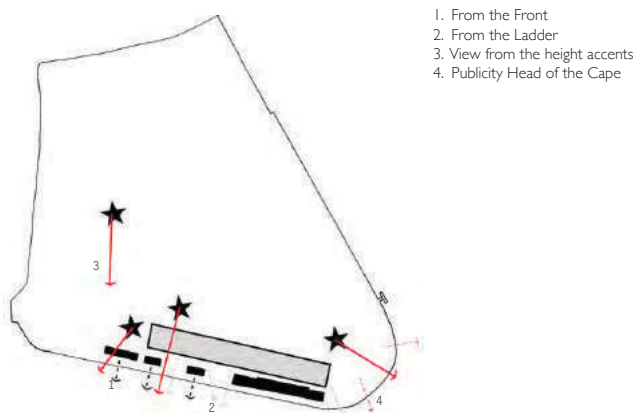 1. From the Front
2. From the Ladder
3. View from the height accents
4. Publicity Head of the Cape
3
1
2
4